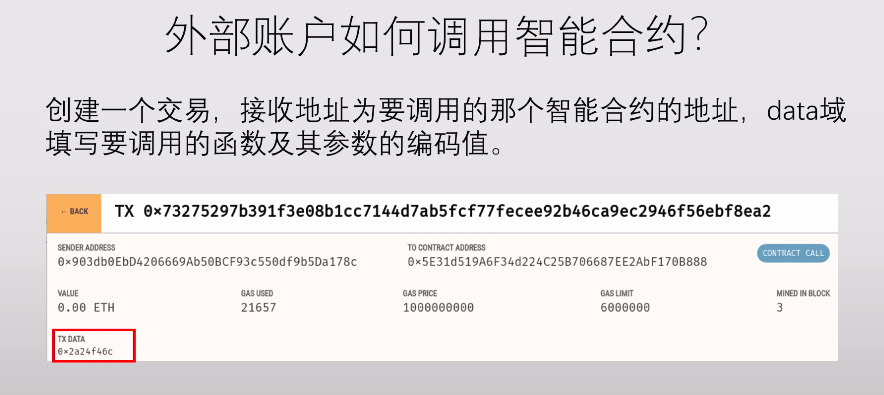 外部账户如何调用智能合约？
创建一个交易，接收地址为要调用的那个智能合约的地址，data域
填写要调用的函数及其参数的编码值。
← BACK
TX 0×73275297b391f3e08b1cc7144d7ab5fcf77fecee92b46ca9ec2946f56ebf8ea2
SENDER ADDRESS
0×903db0EbD4206669Ab50BCF93c550df9b5Da178c
TO CONTRACT ADDRESS
0×5E31d519A6F34d224C25B706687EE2AbF170B888
CONTRACT CALL
VALUE
0.00 ETH
GAS USED
21657
GAS PRICE
1000000000
GAS LIMIT
6000000
MINED IN BLOCK
3
TX DATA
0×2a24f46c